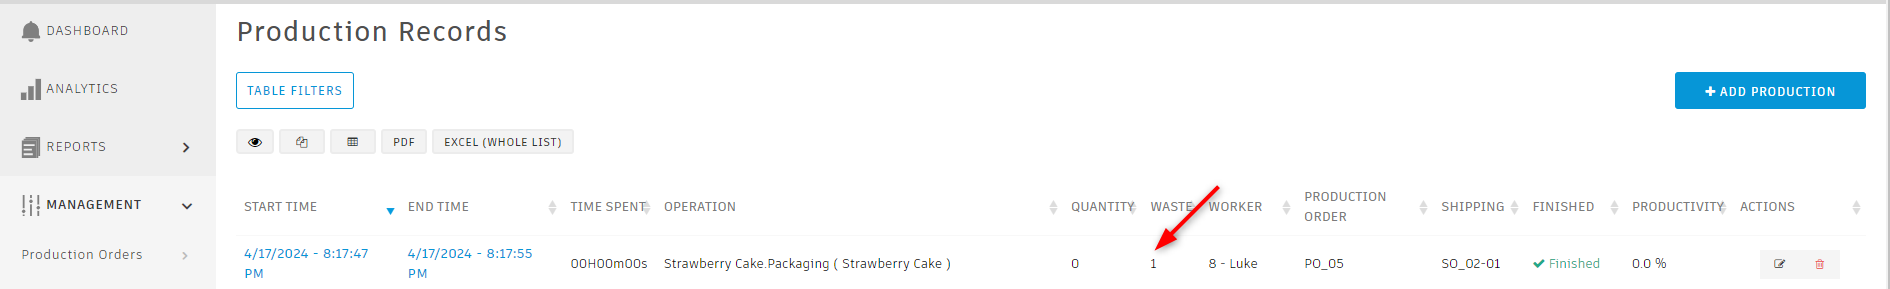 DASHBOARD
ANALYTICS
REPORTS
MANAGEMENT
Production Orders
Production Records
TABLE FILTERS
+ ADD PRODUCTION
PDF
EXCEL (WHOLE LIST)
START TIME END TIME TIME SPENT OPERATION QUANTITY WASTE WORKER PRODUCTION ORDER SHIPPING FINISHED PRODUCTIVITY ACTIONS
4/17/2024 - 8:17:47 PM 4/17/2024 - 8:17:55 PM 00H00m00s Strawberry Cake.Packaging ( Strawberry Cake ) 0 1 8 - Luke PO_05 SO_02-01 Finished 0.0 %